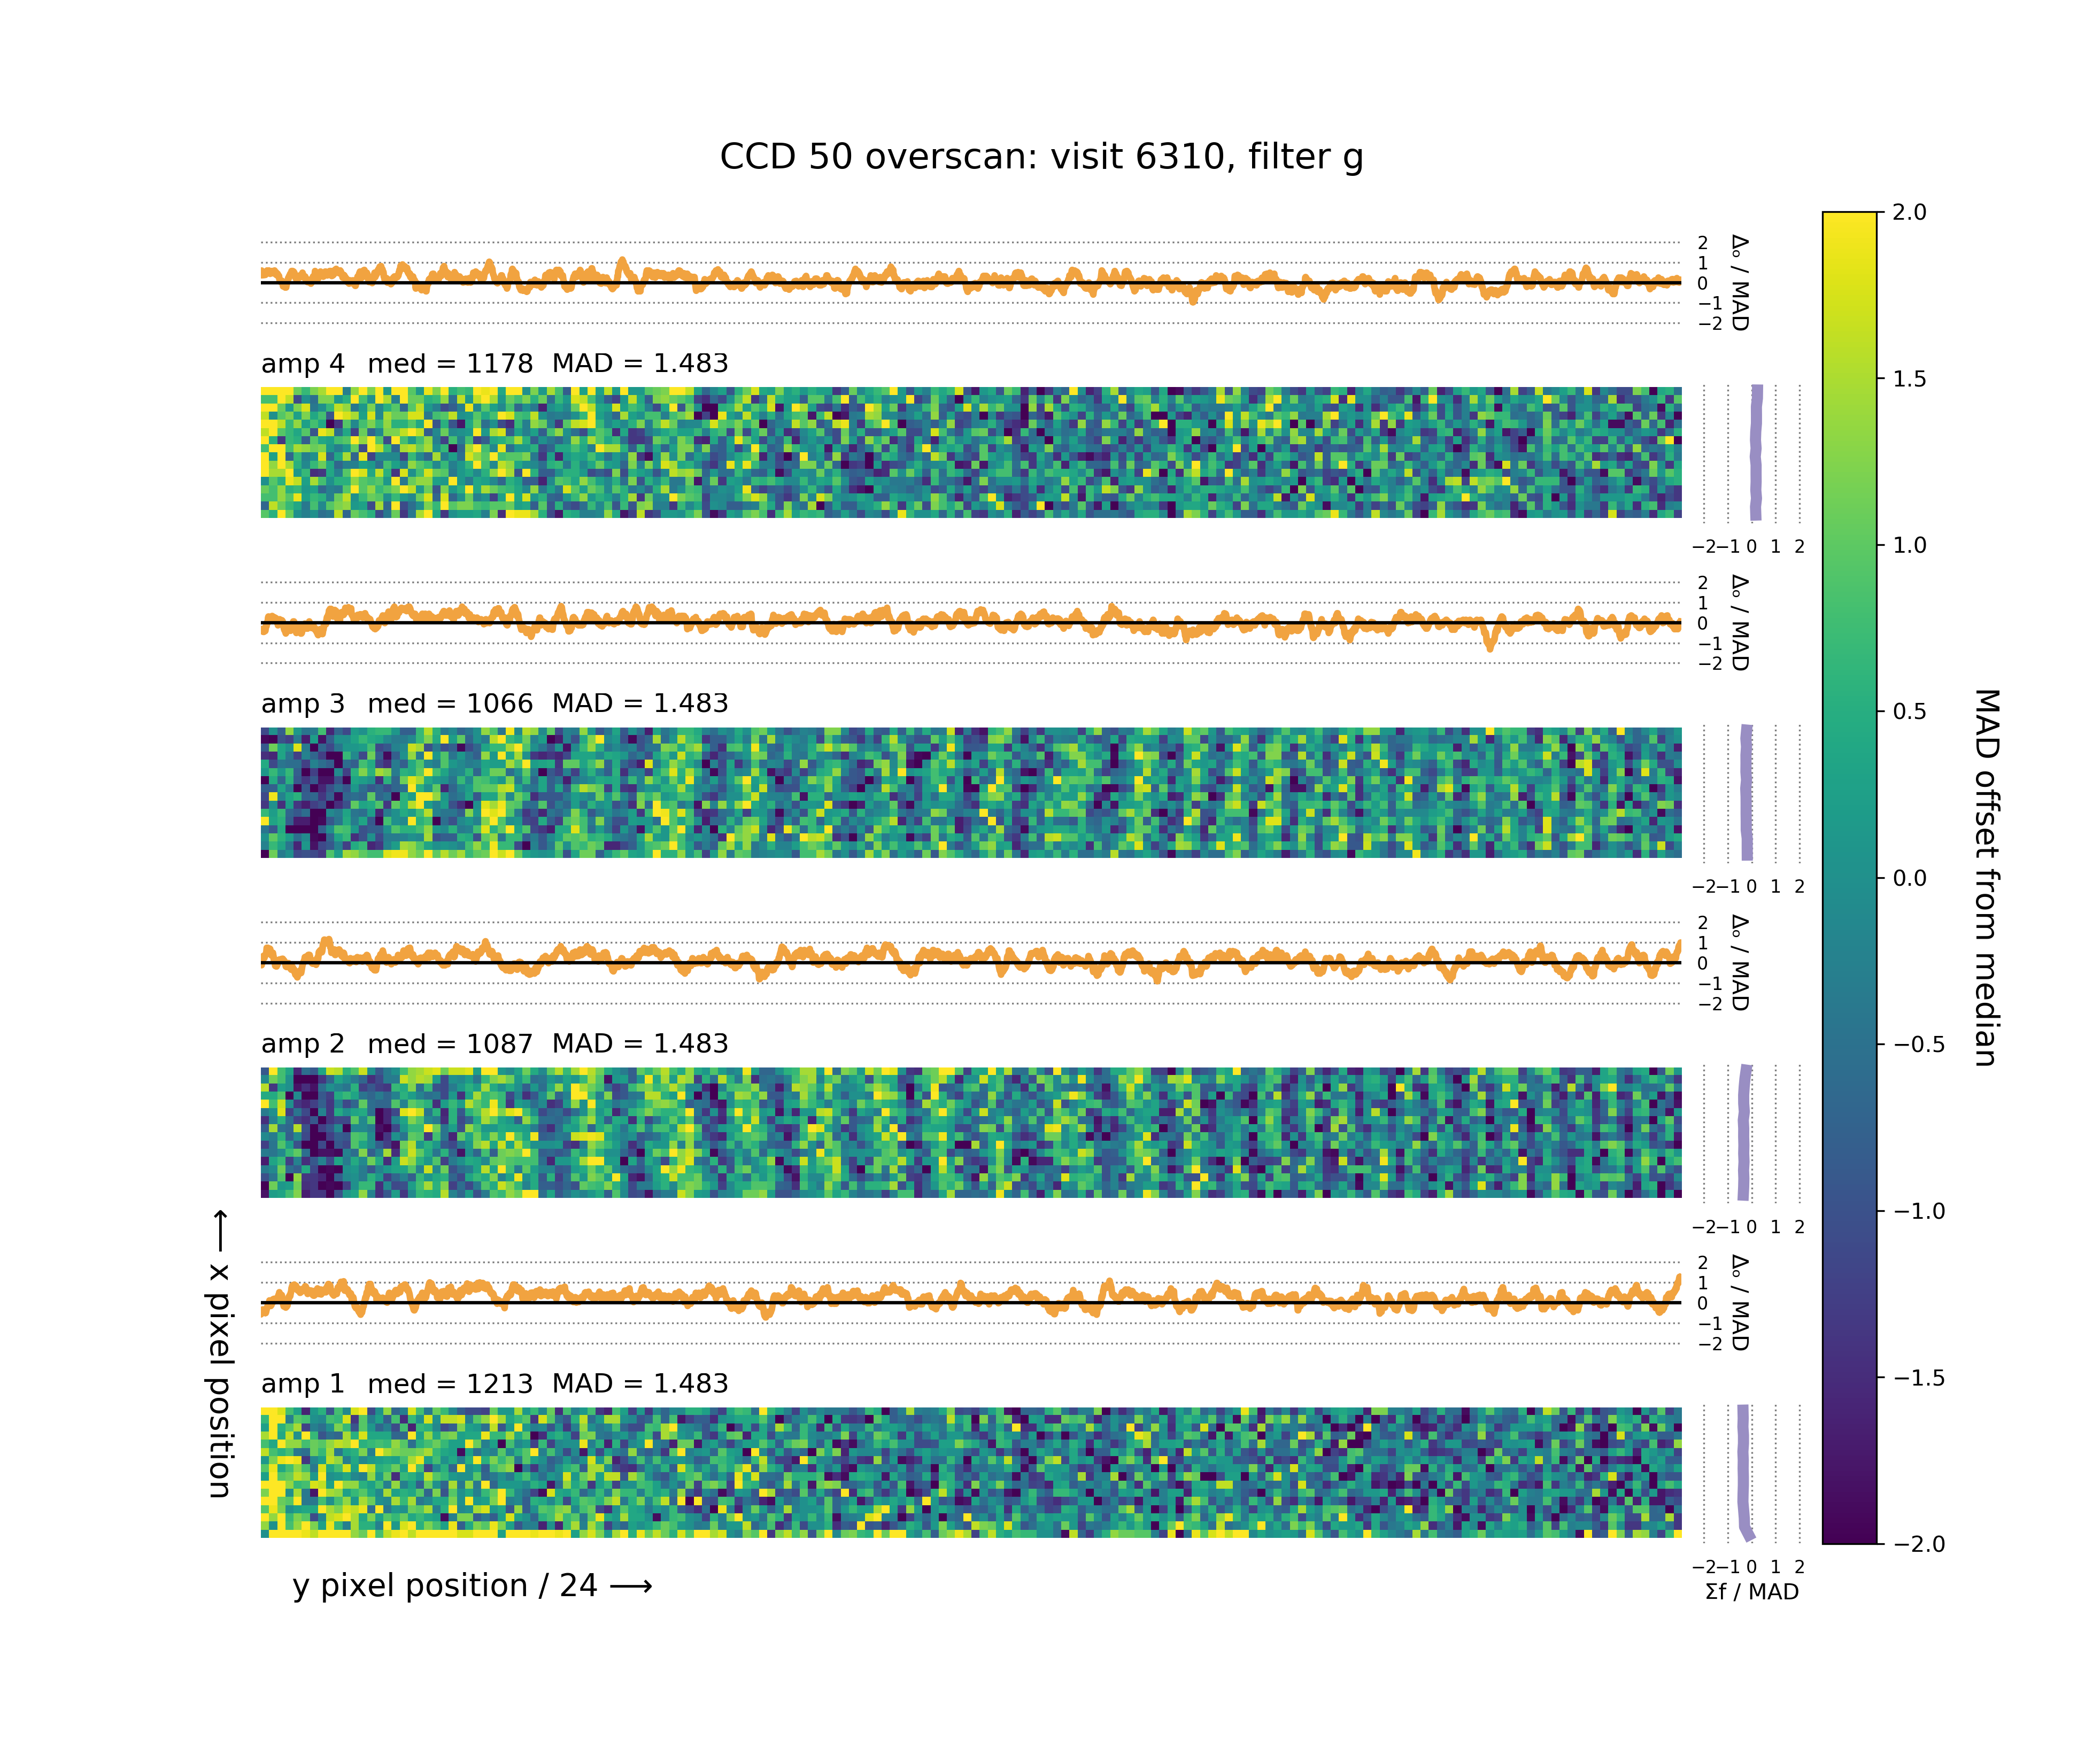 CCD 50 overscan: visit 6310, filter g
2
1
0
−1
−2
Δₒ / MAD
amp 4 med = 1178 MAD = 1.483
−2 −1 0 1 2
2
1
0
−1
−2
Δₒ / MAD
amp 3 med = 1066 MAD = 1.483
−2 −1 0 1 2
2
1
0
−1
−2
Δₒ / MAD
amp 2 med = 1087 MAD = 1.483
−2 −1 0 1 2
2
1
0
−1
−2
Δₒ / MAD
amp 1 med = 1213 MAD = 1.483
−2 −1 0 1 2
Σf / MAD
y pixel position / 24 ⟶
⟵ x pixel position
2.0
1.5
1.0
0.5
0.0
−0.5
−1.0
−1.5
−2.0
MAD offset from median